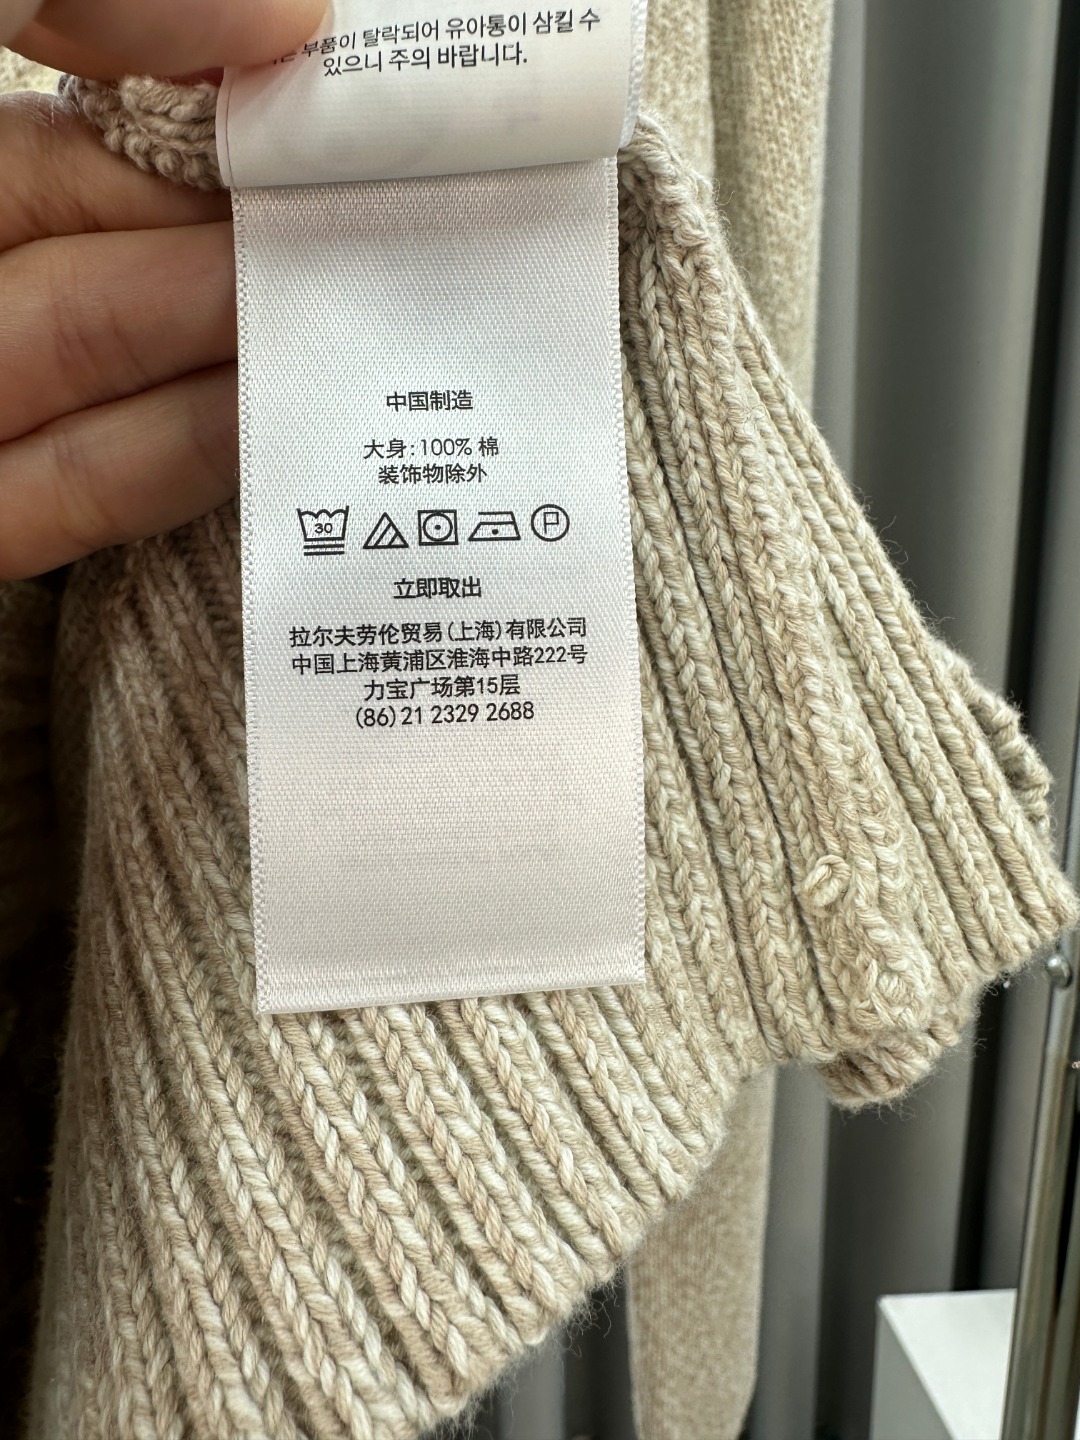 부품이 탈락되어 유아통이 삼킬 수
있으니 주의 바랍니다.
中国制造
大身:100% 棉
装饰物除外
30
P
立即取出
拉尔夫劳伦贸易(上海)有限公司
中国上海黄浦区淮海中路222号
力宝广场第15层
(86)21 2329 2688